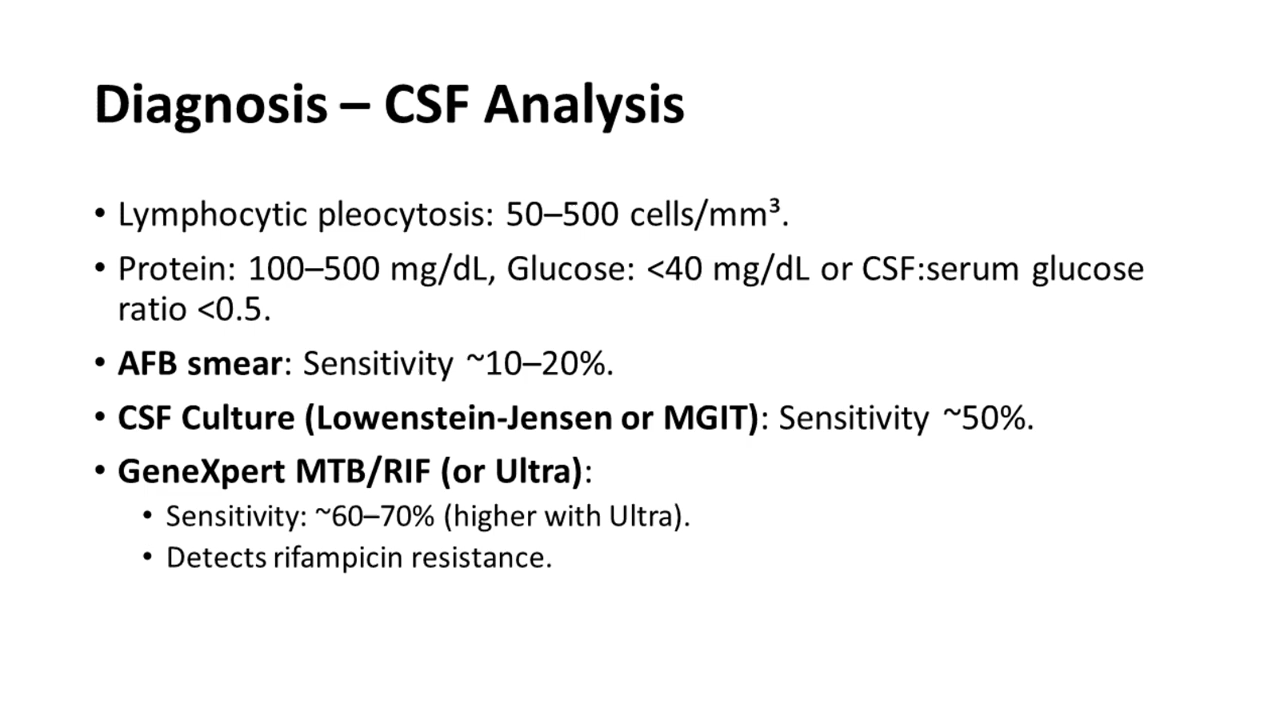 Diagnosis – CSF Analysis
• Lymphocytic pleocytosis: 50–500 cells/mm³.
• Protein: 100–500 mg/dL, Glucose: <40 mg/dL or CSF:serum glucose
ratio <0.5.
• AFB smear: Sensitivity ~10–20%.
• CSF Culture (Lowenstein-Jensen or MGIT): Sensitivity ~50%.
• GeneXpert MTB/RIF (or Ultra):
• Sensitivity: ~60–70% (higher with Ultra).
• Detects rifampicin resistance.